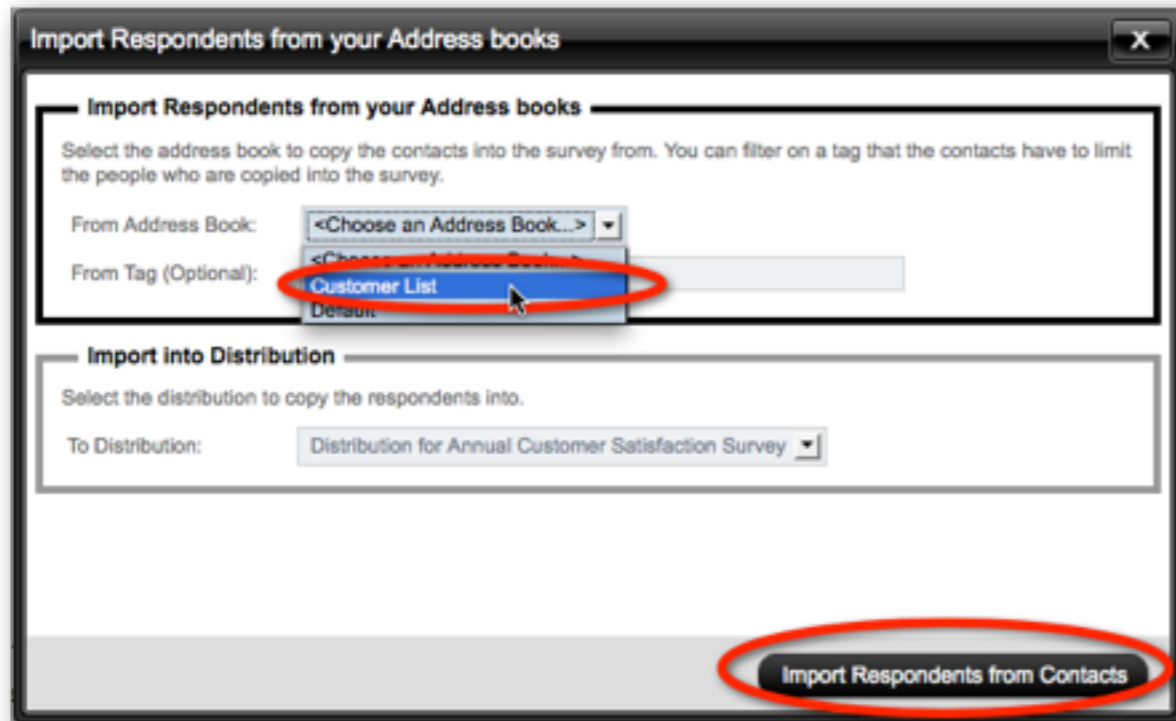 Import Respondents from your Address books
X
Import Respondents from your Address books
Select the address book to copy the contacts into the survey from. You can filter on a tag that the contacts have to limit
the people who are copied into the survey.
From Address Book: <Choose an Address Book...>
<Choose an Address Book...>
From Tag (Optional):
Customer List
Default
Import into Distribution
Select the distribution to copy the respondents into.
To Distribution: Distribution for Annual Customer Satisfaction Survey
Import Respondents from Contacts